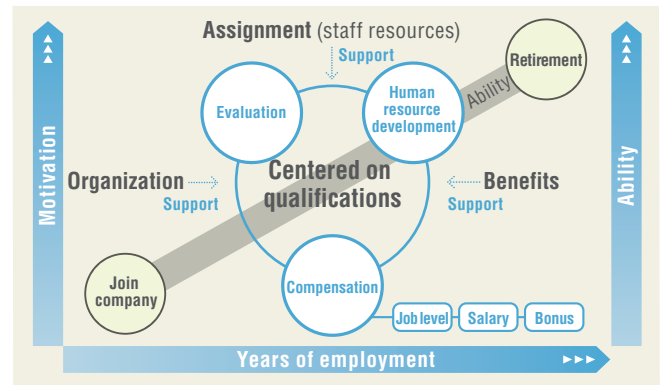 Assignment (staff resources)
Support
Retirement
Evaluation
Human
resource
development
Ability
Motivation
Organization
Support
Centered on
qualifications
Benefits
Support
Ability
Join
company
Compensation
Job level
Salary
Bonus
Years of employment